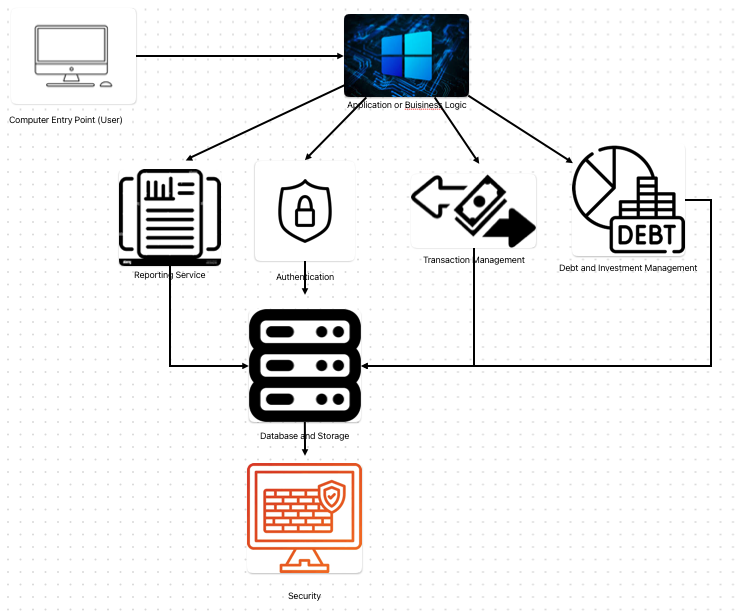 Computer Entry Point (User)
Application or Buisiness Logic
DEBT
Reporting Service
Authentication
Transaction Management
Debt and Investment Management
Database and Storage
Security